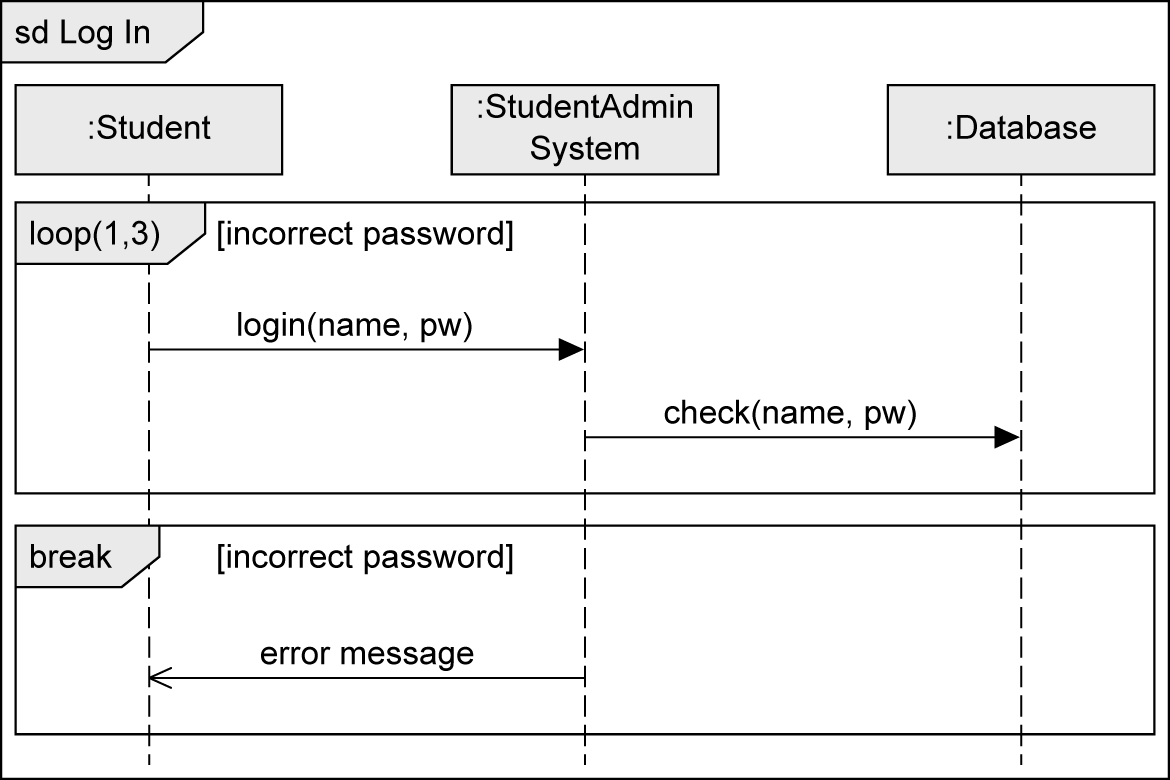 sd Log In
:Student
:StudentAdmin
System
:Database
loop(1,3)
[incorrect password]
login(name, pw)
check(name, pw)
break
[incorrect password]
error message